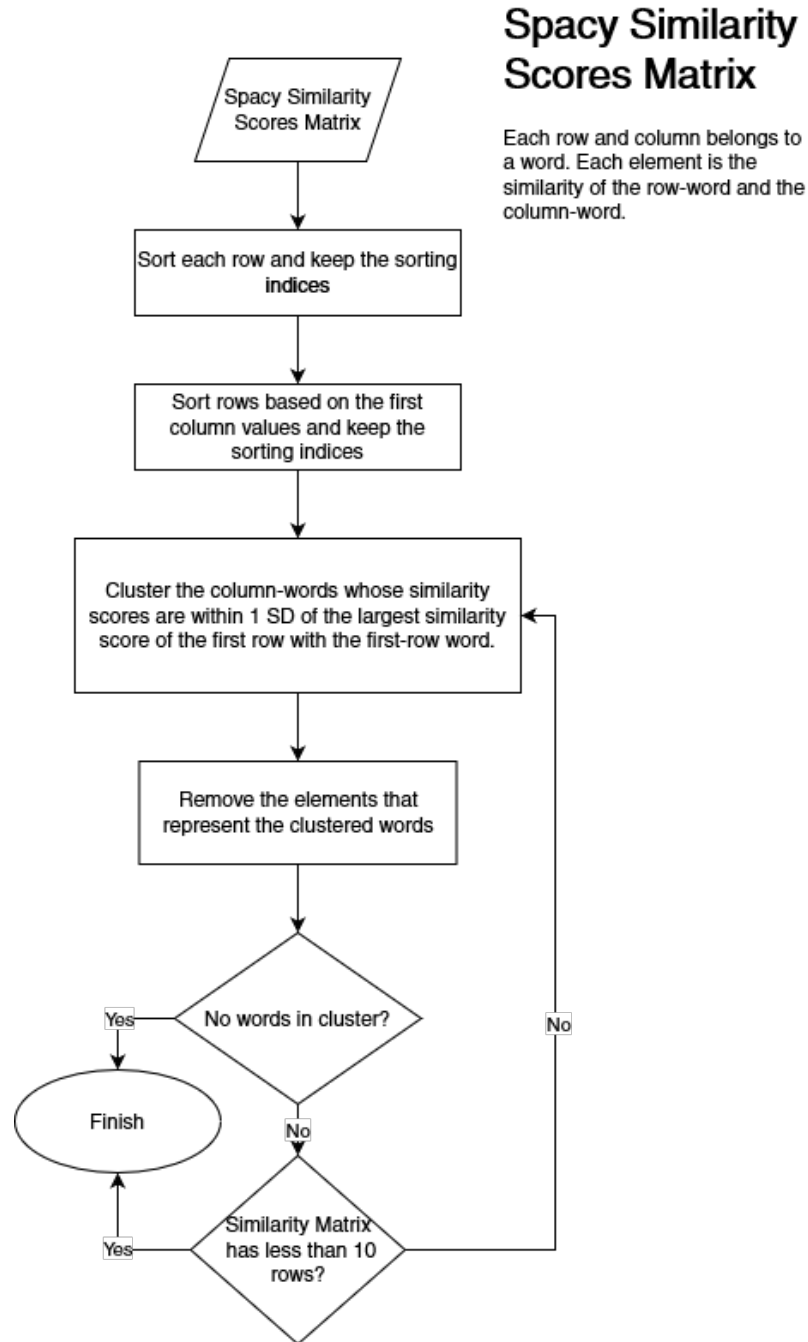 Spacy Similarity
Scores Matrix
Each row and column belongs to
a word. Each element is the
similarity of the row-word and the
column-word.
Spacy Similarity
Scores Matrix
Sort each row and keep the sorting
indices
Sort rows based on the first
column values and keep the
sorting indices
Cluster the column-words whose similarity
scores are within 1 SD of the largest similarity
score of the first row with the first-row word.
Remove the elements that
represent the clustered words
No words in cluster?
Yes
No
Finish
No
Similarity Matrix
has less than 10
rows?
Yes